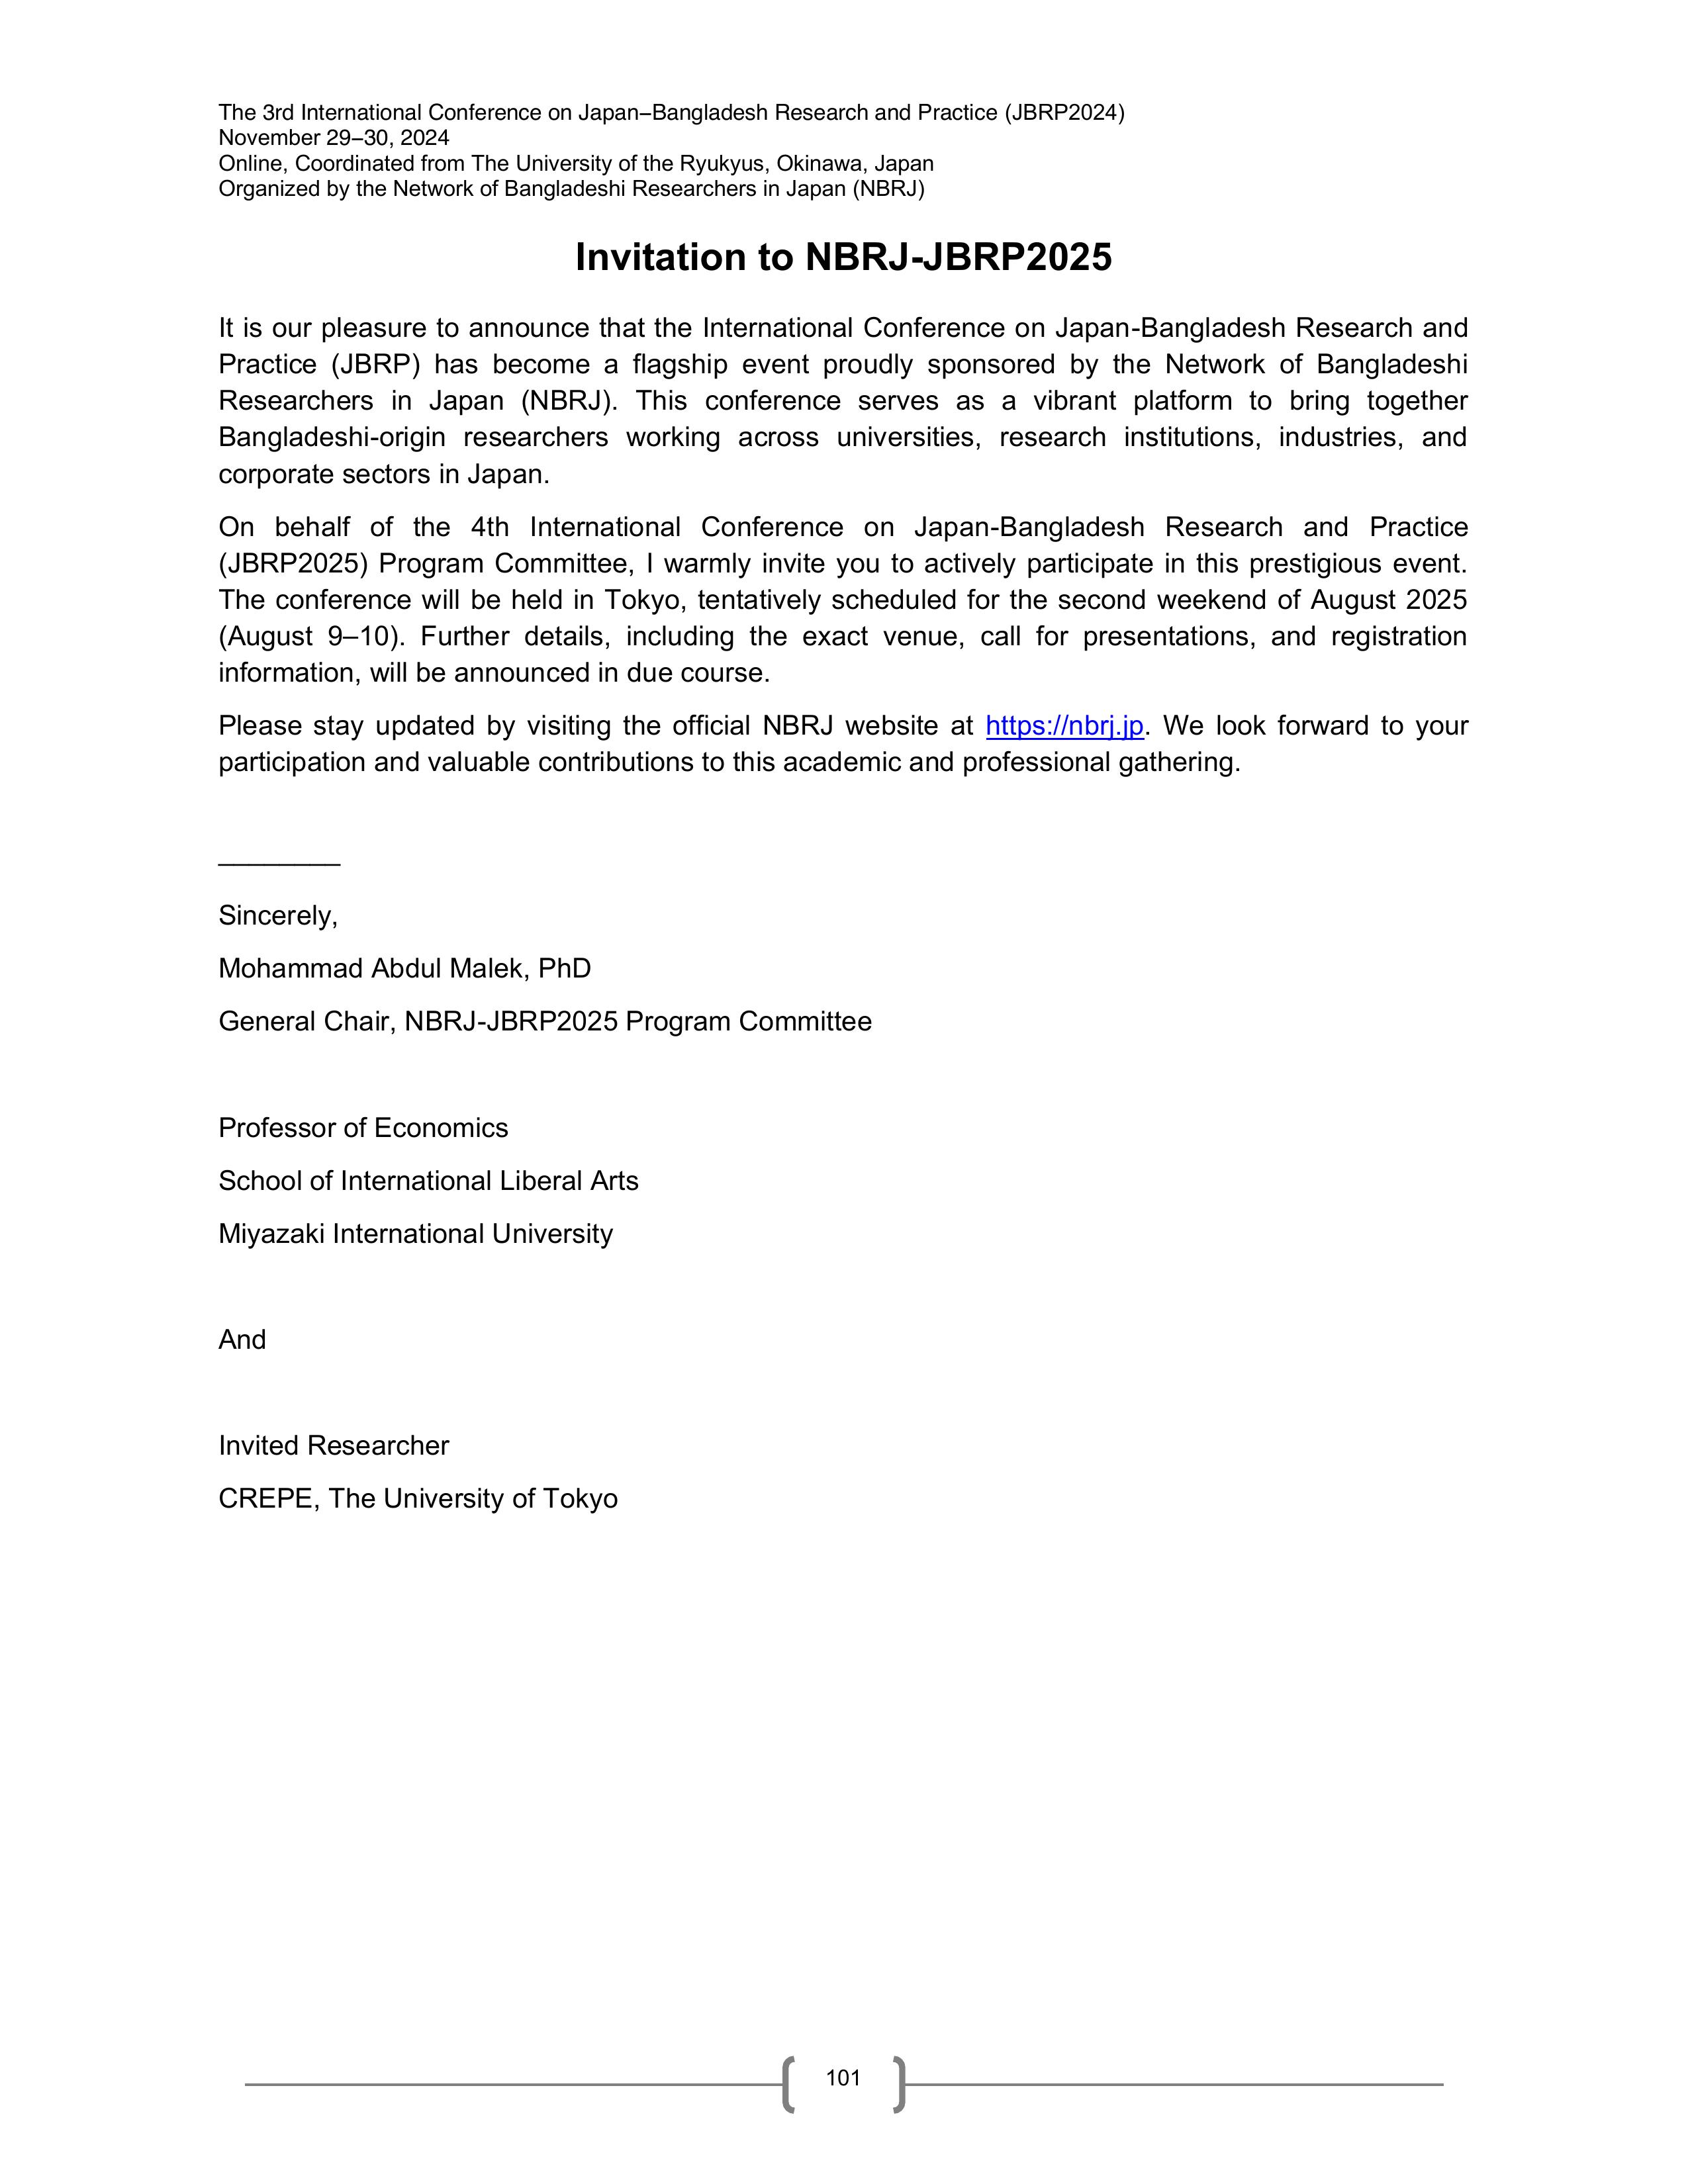 The 3rd International Conference on Japan–Bangladesh Research and Practice (JBRP2024)
November 29–30, 2024
Online, Coordinated from The University of the Ryukyus, Okinawa, Japan
Organized by the Network of Bangladeshi Researchers in Japan (NBRJ)
Invitation to NBRJ-JBRP2025
It is our pleasure to announce that the International Conference on Japan-Bangladesh Research and
Practice (JBRP) has become a flagship event proudly sponsored by the Network of Bangladeshi
Researchers in Japan (NBRJ). This conference serves as a vibrant platform to bring together
Bangladeshi-origin researchers working across universities, research institutions, industries, and
corporate sectors in Japan.
On behalf of the 4th International Conference on Japan-Bangladesh Research and Practice
(JBRP2025) Program Committee, I warmly invite you to actively participate in this prestigious event.
The conference will be held in Tokyo, tentatively scheduled for the second weekend of August 2025
(August 9–10). Further details, including the exact venue, call for presentations, and registration
information, will be announced in due course.
Please stay updated by visiting the official NBRJ website at https://nbrj.jp. We look forward to your
participation and valuable contributions to this academic and professional gathering.
________
Sincerely,
Mohammad Abdul Malek, PhD
General Chair, NBRJ-JBRP2025 Program Committee
Professor of Economics
School of International Liberal Arts
Miyazaki International University
And
Invited Researcher
CREPE, The University of Tokyo
101